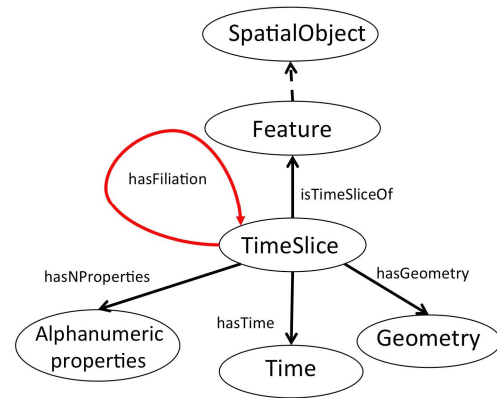 SpatialObject
Feature
hasFiliation
isTimeSliceOf
TimeSlice
hasNProperties
hasGeometry
hasTime
Alphanumeric
properties
Time
Geometry